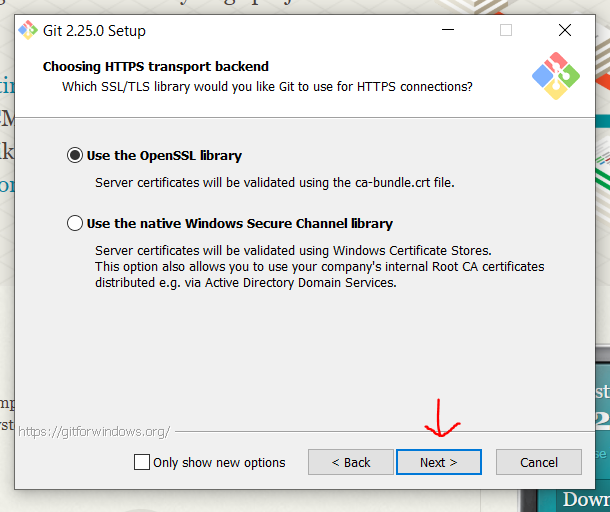 Git 2.25.0 Setup
Choosing HTTPS transport backend
Which SSL/TLS library would you like Git to use for HTTPS connections?
Use the OpenSSL library
Server certificates will be validated using the ca-bundle.crt file.
Use the native Windows Secure Channel library
Server certificates will be validated using Windows Certificate Stores.
This option also allows you to use your company's internal Root CA certificates
distributed e.g. via Active Directory Domain Services.
https://gitforwindows.org/
Only show new options
< Back
Next >
Cancel
Down